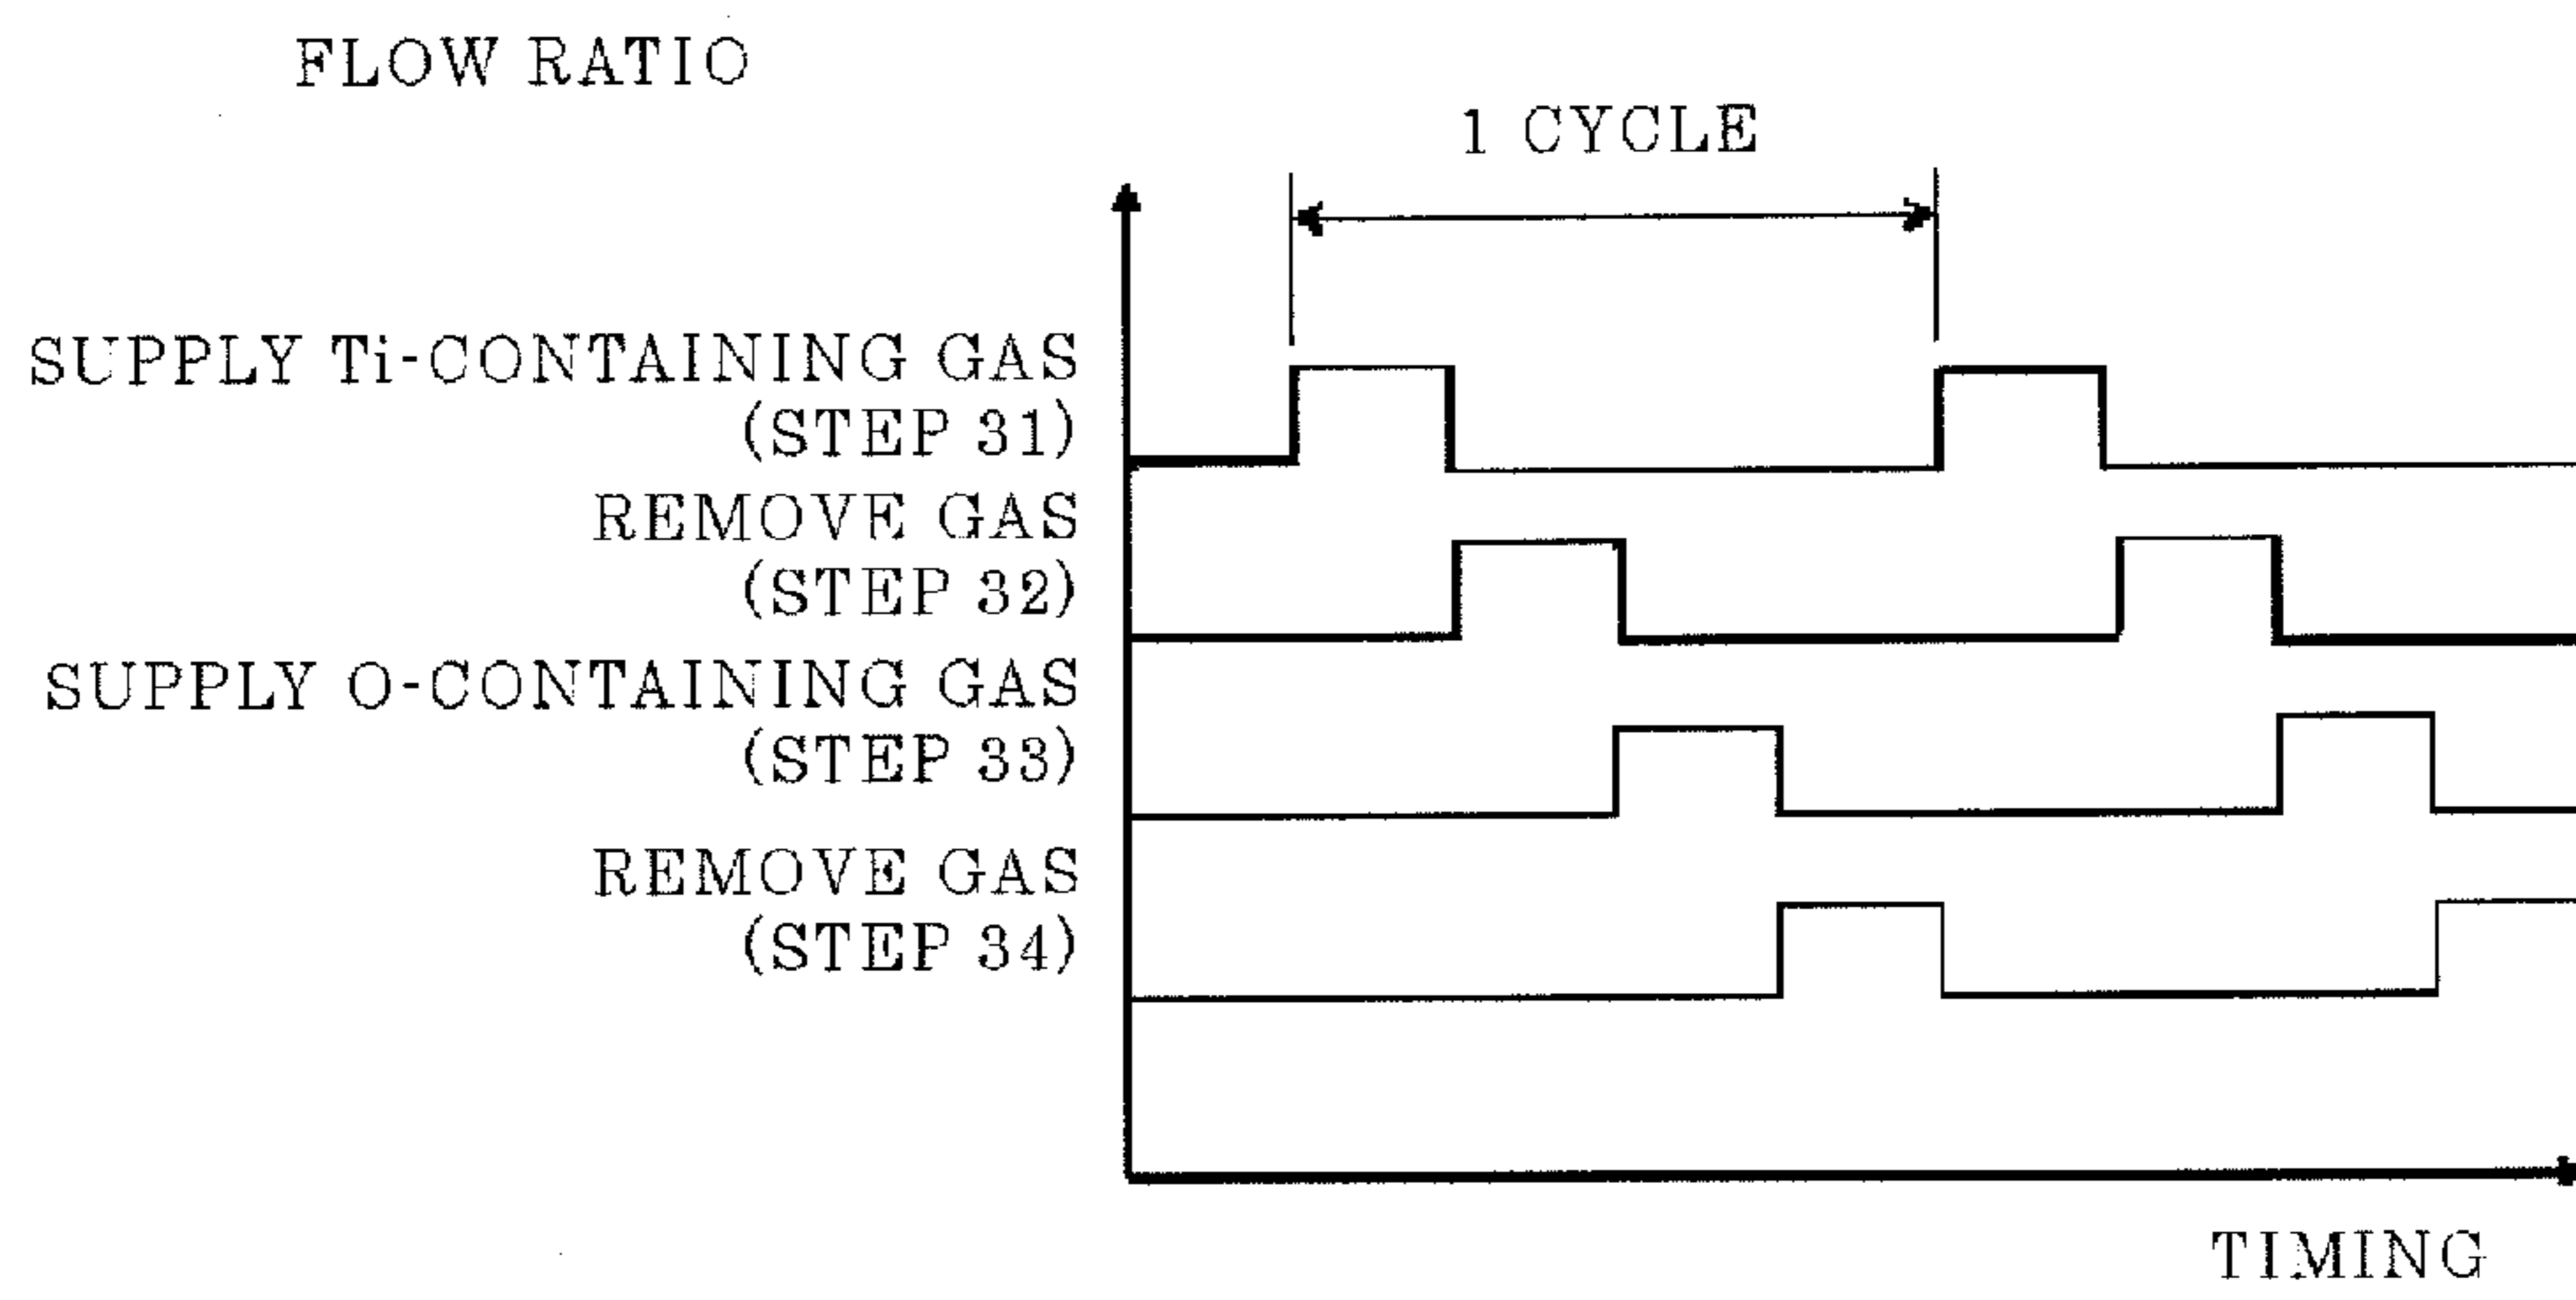 FLOW RATIO
1 CYCLE
SUPPLY Ti-CONTAINING GAS
(STEP 31)
REMOVE GAS
(STEP 32)
SUPPLY O-CONTAINING GAS
(STEP 33)
REMOVE GAS
(STEP 34)
TIMING